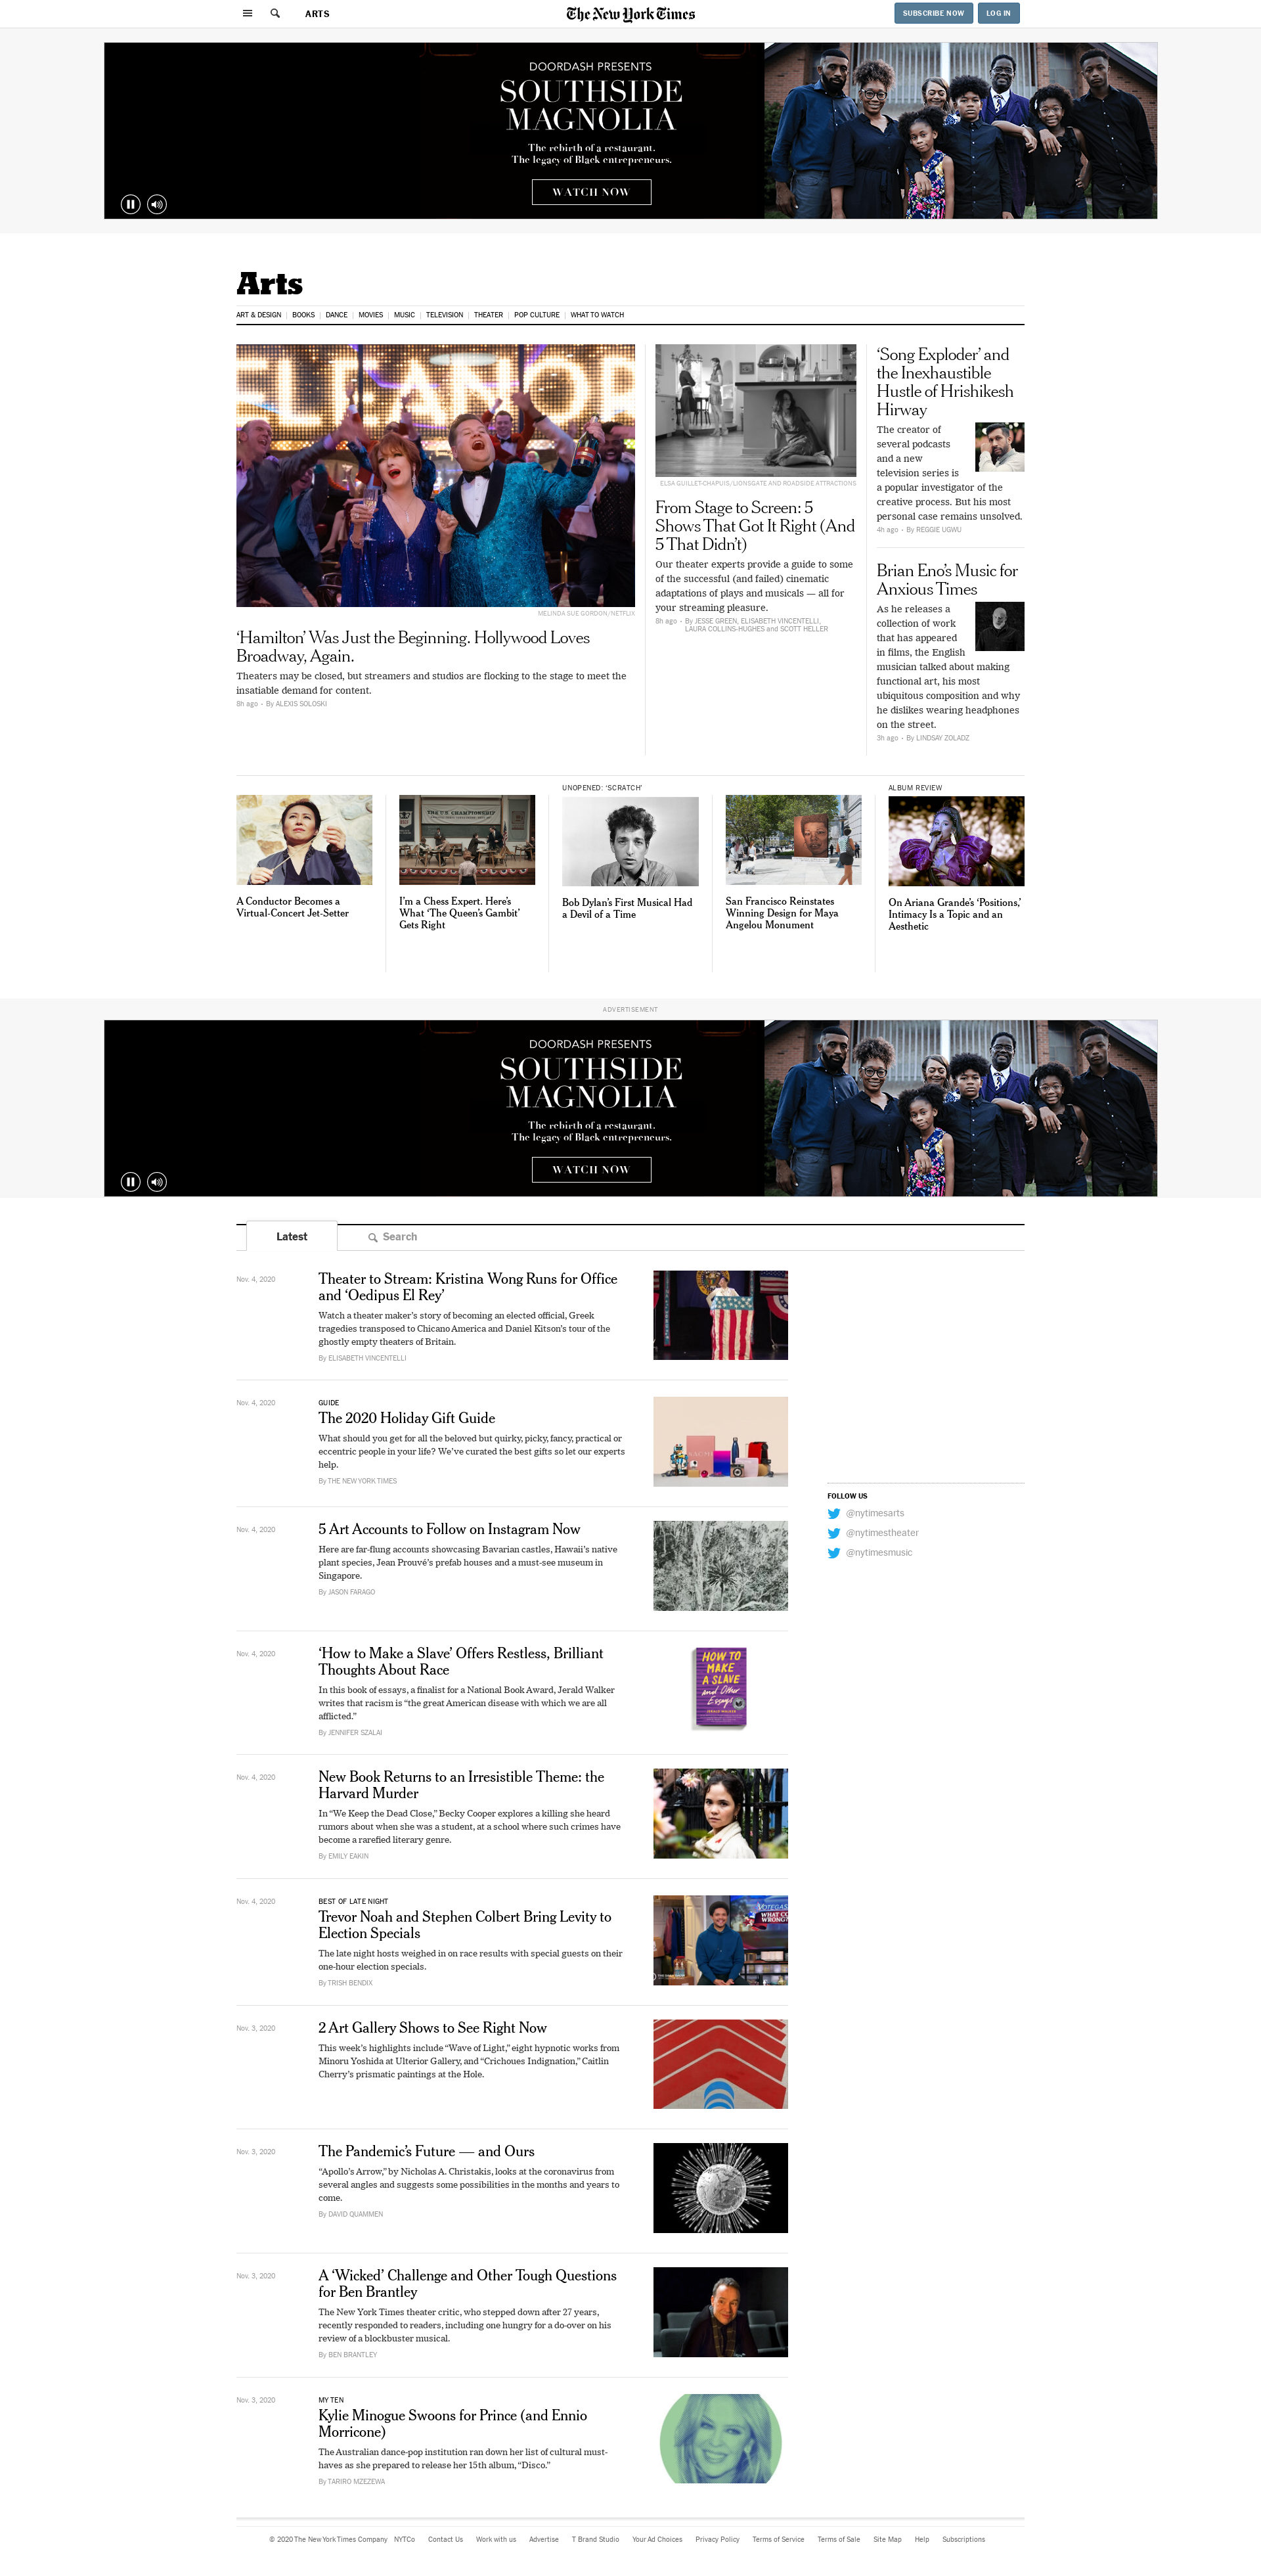 ARTS
The New York Times
SUBSCRIBE NOW
LOG IN
DOORDASH PRESENTS
SOUTHSIDE
MAGNOLIA
The rebirth of a restaurant.
The legacy of Black entrepreneurs.
WATCH NOW
Arts
ART & DESIGN | BOOKS | DANCE | MOVIES | MUSIC | TELEVISION | THEATER | POP CULTURE | WHAT TO WATCH
ELEANOR
MELINDA SUE GORDON/NETFLIX
‘Hamilton’ Was Just the Beginning. Hollywood Loves
Broadway, Again.
Theaters may be closed, but streamers and studios are flocking to the stage to meet the
insatiable demand for content.
8h ago • By ALEXIS SOLOSKI
ELSA GUILLET-CHAPUIS/LIONSGATE AND ROADSIDE ATTRACTIONS
From Stage to Screen: 5
Shows That Got It Right (And
5 That Didn’t)
Our theater experts provide a guide to some
of the successful (and failed) cinematic
adaptations of plays and musicals — all for
your streaming pleasure.
8h ago • By JESSE GREEN, ELISABETH VINCENTELLI,
LAURA COLLINS-HUGHES and SCOTT HELLER
‘Song Exploder’ and
the Inexhaustible
Hustle of Hrishikesh
Hirway
The creator of
several podcasts
and a new
television series is
a popular investigator of the
creative process. But his most
personal case remains unsolved.
4h ago • By REGGIE UGWU
Brian Eno’s Music for
Anxious Times
As he releases a
collection of work
that has appeared
in films, the English
musician talked about making
functional art, his most
ubiquitous composition and why
he dislikes wearing headphones
on the street.
3h ago • By LINDSAY ZOLADZ
A Conductor Becomes a
Virtual-Concert Jet-Setter
I’m a Chess Expert. Here’s
What ‘The Queen’s Gambit’
Gets Right
UNOPENED: ‘SCRATCH’
Bob Dylan’s First Musical Had
a Devil of a Time
San Francisco Reinstates
Winning Design for Maya
Angelou Monument
ALBUM REVIEW
On Ariana Grande’s ‘Positions,’
Intimacy Is a Topic and an
Aesthetic
ADVERTISEMENT
DOORDASH PRESENTS
SOUTHSIDE
MAGNOLIA
The rebirth of a restaurant.
The legacy of Black entrepreneurs.
WATCH NOW
Latest
Search
Nov. 4, 2020
Theater to Stream: Kristina Wong Runs for Office
and ‘Oedipus El Rey’
Watch a theater maker’s story of becoming an elected official, Greek
tragedies transposed to Chicano America and Daniel Kitson’s tour of the
ghostly empty theaters of Britain.
By ELISABETH VINCENTELLI
Nov. 4, 2020
GUIDE
The 2020 Holiday Gift Guide
What should you get for all the beloved but quirky, picky, fancy, practical or
eccentric people in your life? We’ve curated the best gifts so let our experts
help.
By THE NEW YORK TIMES
FOLLOW US
@nytimesarts
@nytimestheater
@nytimesmusic
Nov. 4, 2020
5 Art Accounts to Follow on Instagram Now
Here are far-flung accounts showcasing Bavarian castles, Hawaii’s native
plant species, Jean Prouvé’s prefab houses and a must-see museum in
Singapore.
By JASON FARAGO
Nov. 4, 2020
‘How to Make a Slave’ Offers Restless, Brilliant
Thoughts About Race
In this book of essays, a finalist for a National Book Award, Jerald Walker
writes that racism is “the great American disease with which we are all
afflicted.”
By JENNIFER SZALAI
HOW TO
MAKE
A SLAVE
and Other
Essays
JERALD WALKER
Nov. 4, 2020
New Book Returns to an Irresistible Theme: the
Harvard Murder
In “We Keep the Dead Close,” Becky Cooper explores a killing she heard
rumors about when she was a student, at a school where such crimes have
become a rarefied literary genre.
By EMILY EAKIN
Nov. 4, 2020
BEST OF LATE NIGHT
Trevor Noah and Stephen Colbert Bring Levity to
Election Specials
The late night hosts weighed in on race results with special guests on their
one-hour election specials.
By TRISH BENDIX
Nov. 3, 2020
2 Art Gallery Shows to See Right Now
This week’s highlights include “Wave of Light,” eight hypnotic works from
Minoru Yoshida at Ulterior Gallery, and “Crichoues Indignation,” Caitlin
Cherry’s prismatic paintings at the Hole.
Nov. 3, 2020
The Pandemic’s Future — and Ours
“Apollo’s Arrow,” by Nicholas A. Christakis, looks at the coronavirus from
several angles and suggests some possibilities in the months and years to
come.
By DAVID QUAMMEN
Nov. 3, 2020
A ‘Wicked’ Challenge and Other Tough Questions
for Ben Brantley
The New York Times theater critic, who stepped down after 27 years,
recently responded to readers, including one hungry for a do-over on his
review of a blockbuster musical.
By BEN BRANTLEY
Nov. 3, 2020
MY TEN
Kylie Minogue Swoons for Prince (and Ennio
Morricone)
The Australian dance-pop institution ran down her list of cultural must-
haves as she prepared to release her 15th album, “Disco.”
By TARIRO MZEZEWA
© 2020 The New York Times Company NYTCo Contact Us Work with us Advertise T Brand Studio Your Ad Choices Privacy Policy Terms of Service Terms of Sale Site Map Help Subscriptions